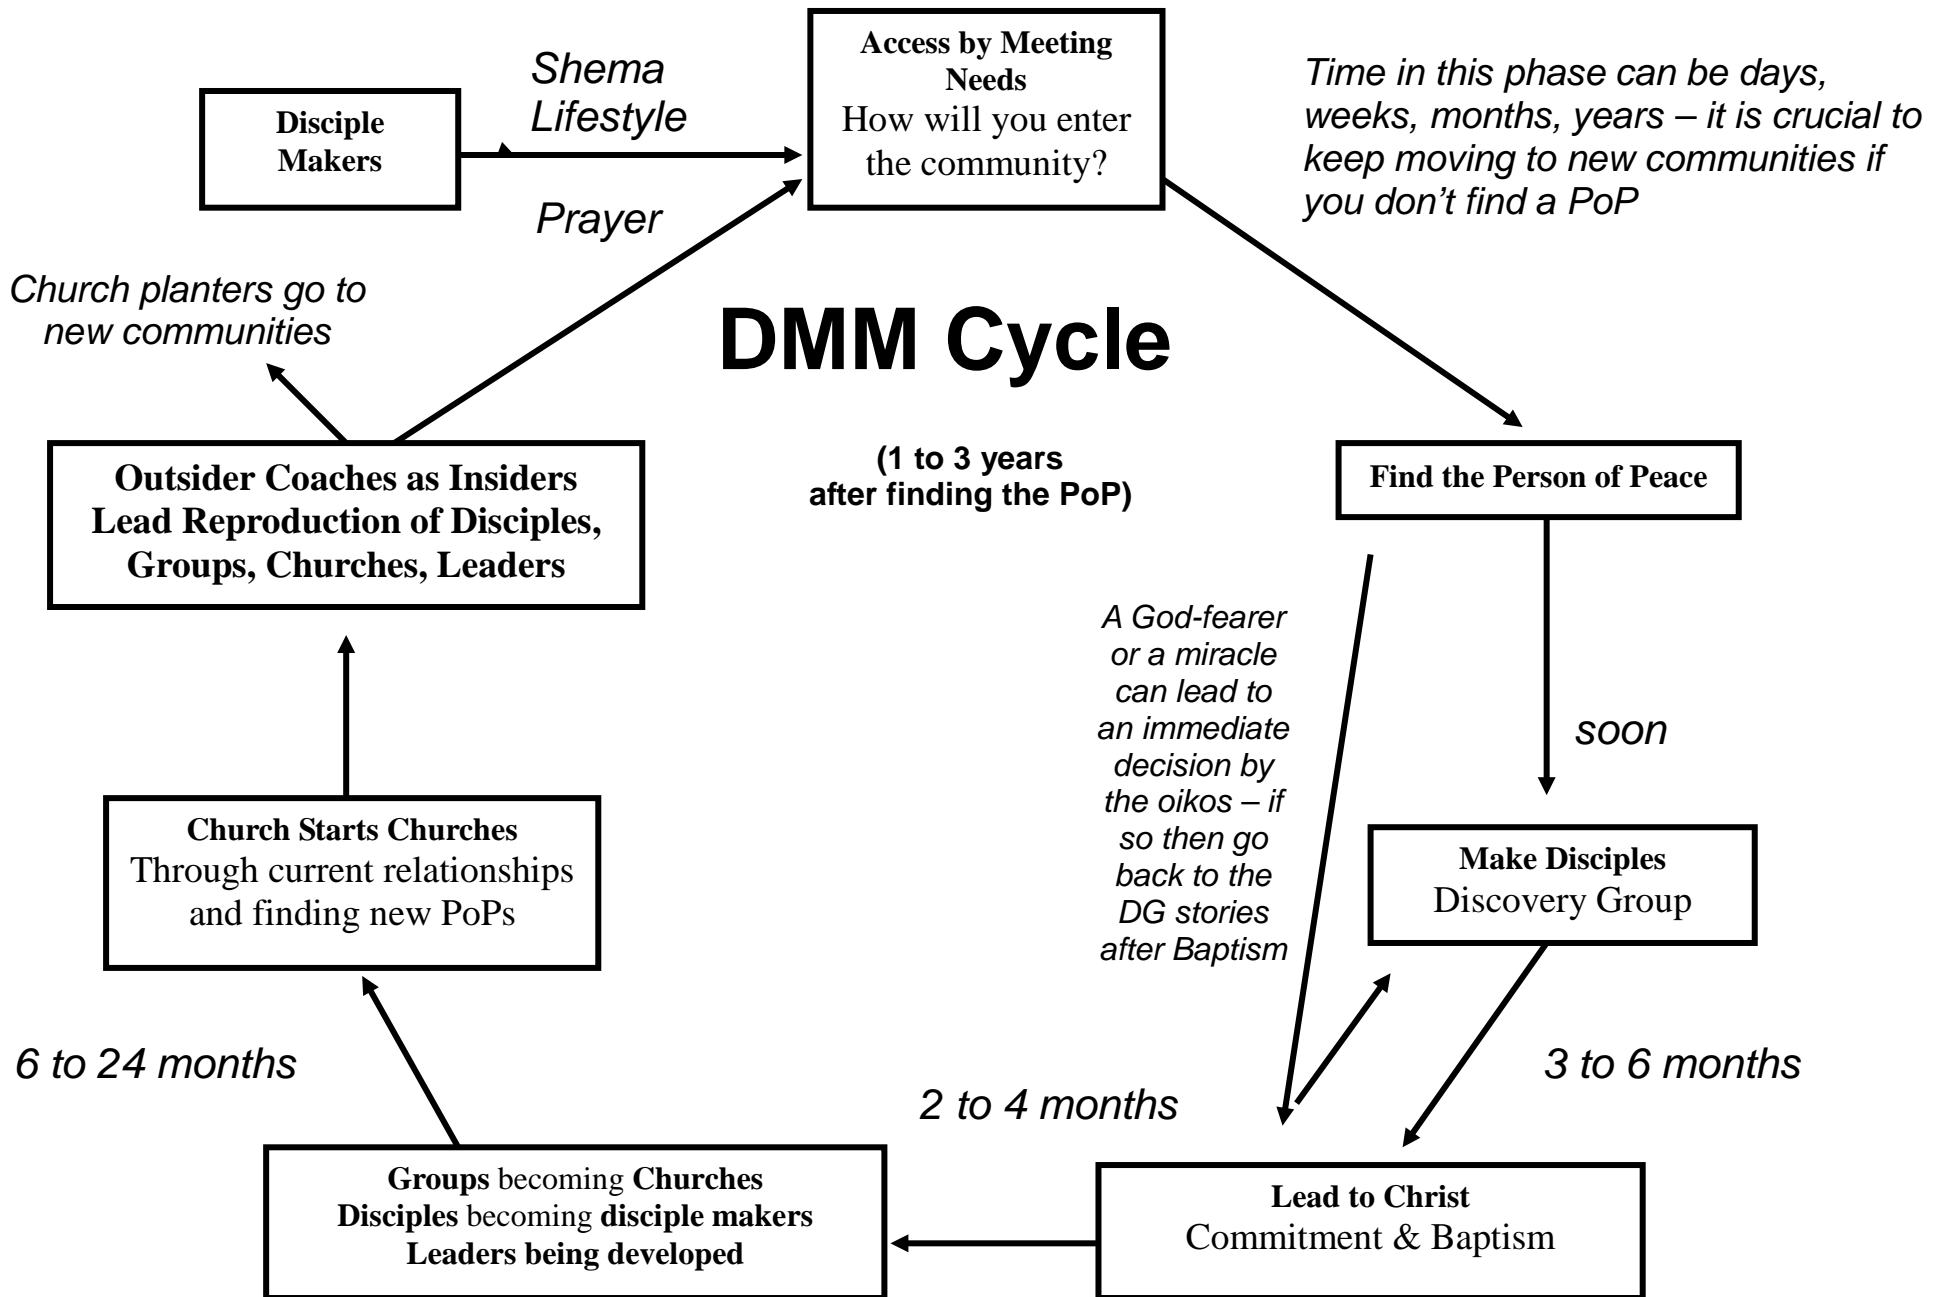 Disciple
Makers
Shema
Lifestyle
Prayer
Access by Meeting
Needs
How will you enter
the community?
Time in this phase can be days,
weeks, months, years – it is crucial to
keep moving to new communities if
you don’t find a PoP
Church planters go to
new communities
DMM Cycle
(1 to 3 years
after finding the PoP)
Find the Person of Peace
Outsider Coaches as Insiders
Lead Reproduction of Disciples,
Groups, Churches, Leaders
A God-fearer
or a miracle
can lead to
an immediate
decision by
the oikos – if
so then go
back to the
DG stories
after Baptism
soon
Make Disciples
Discovery Group
Church Starts Churches
Through current relationships
and finding new PoPs
6 to 24 months
2 to 4 months
3 to 6 months
Groups becoming Churches
Disciples becoming disciple makers
Leaders being developed
Lead to Christ
Commitment & Baptism